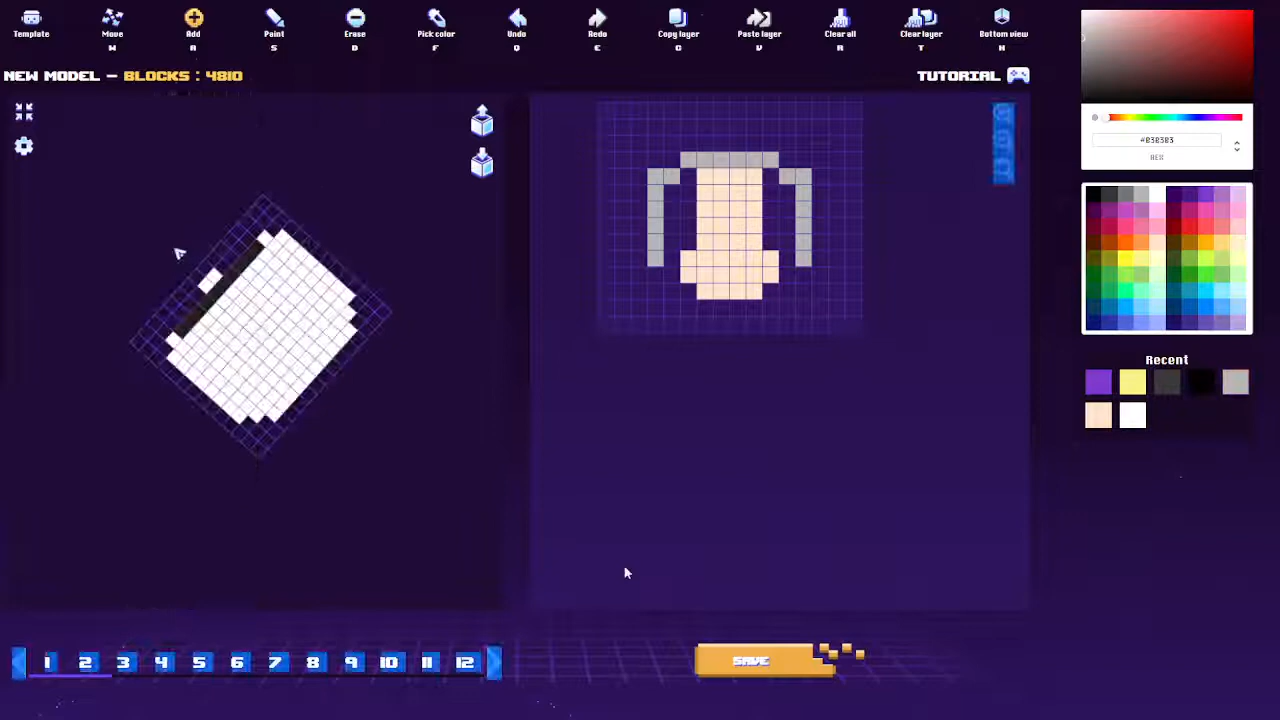 Template Move Add Paint Erase Pick color Undo Redo Copy layer Paste layer Clear all Clear layer Bottom view
W A S D F Q E C V R T H
NEW MODEL - BLOCKS : 4810
TUTORIAL
#030303
HEX
Recent
1 2 3 4 5 6 7 8 9 10 11 12
SAVE